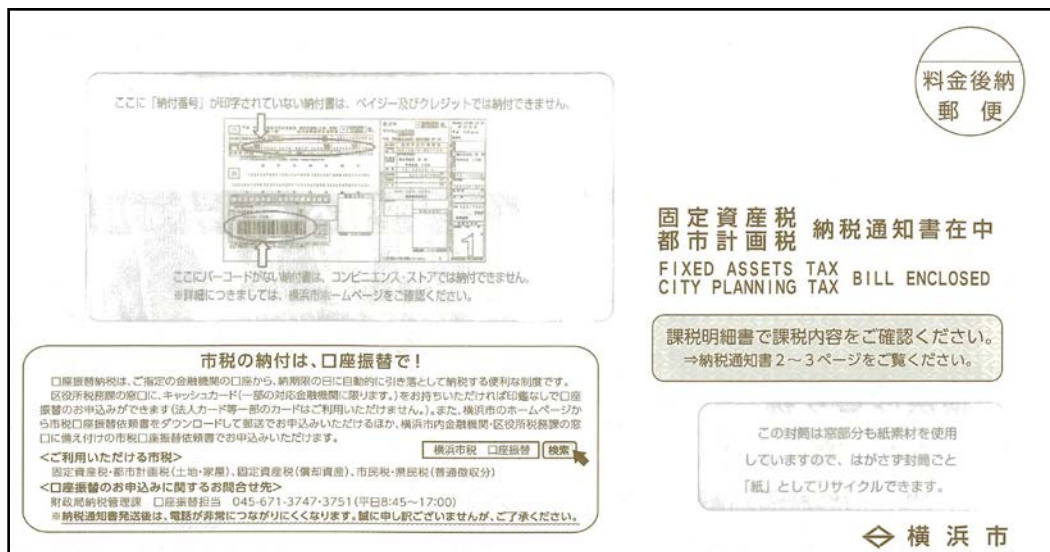 ここに「納付番号」が印字されていない納付書は、ペイジー及びクレジットでは納付できません。
1
ここにバーコードがない納付書は、コンビニエンス・ストアでは納付できません。
※詳細につきましては、横浜市ホームページをご確認ください。
市税の納付は、口座振替で!
口座振替納税は、ご指定の金融機関の口座から、納期限の日に自動的に引き落として納税する便利な制度です。
区役所税務課の窓口に、キャッシュカード(一部の対応金融機関に限ります。)をお持ちいただければ印鑑なしで口座
振替のお申込みができます(法人カード等一部のカードはご利用いただけません。)。また、横浜市のホームページか
ら市税口座振替依頼書をダウンロードして郵送でお申込みいただけるほか、横浜市内金融機関・区役所税務課の窓
口に備え付けの市税口座振替依頼書でお申込みいただけます。
横浜市税 口座振替 検索
<ご利用いただける市税>
固定資産税・都市計画税(土地・家屋)、固定資産税(償却資産)、市民税・県民税(普通徴収分)
<口座振替のお申込みに関するお問合せ先>
財政局納税管理課 口座振替担当 045-671-3747・3751(平日8:45~17:00)
※納税通知書発送後は、電話が非常につながりにくくなります。誠に申し訳ございませんが、ご了承ください。
料金後納
郵便
固定資産税
都市計画税 納税通知書在中
FIXED ASSETS TAX
CITY PLANNING TAX BILL ENCLOSED
課税明細書で課税内容をご確認ください。
⇒納税通知書2~3ページをご覧ください。
この封筒は窓部分も紙素材を使用
していますので、はがさず封筒ごと
「紙」としてリサイクルできます。
横浜市